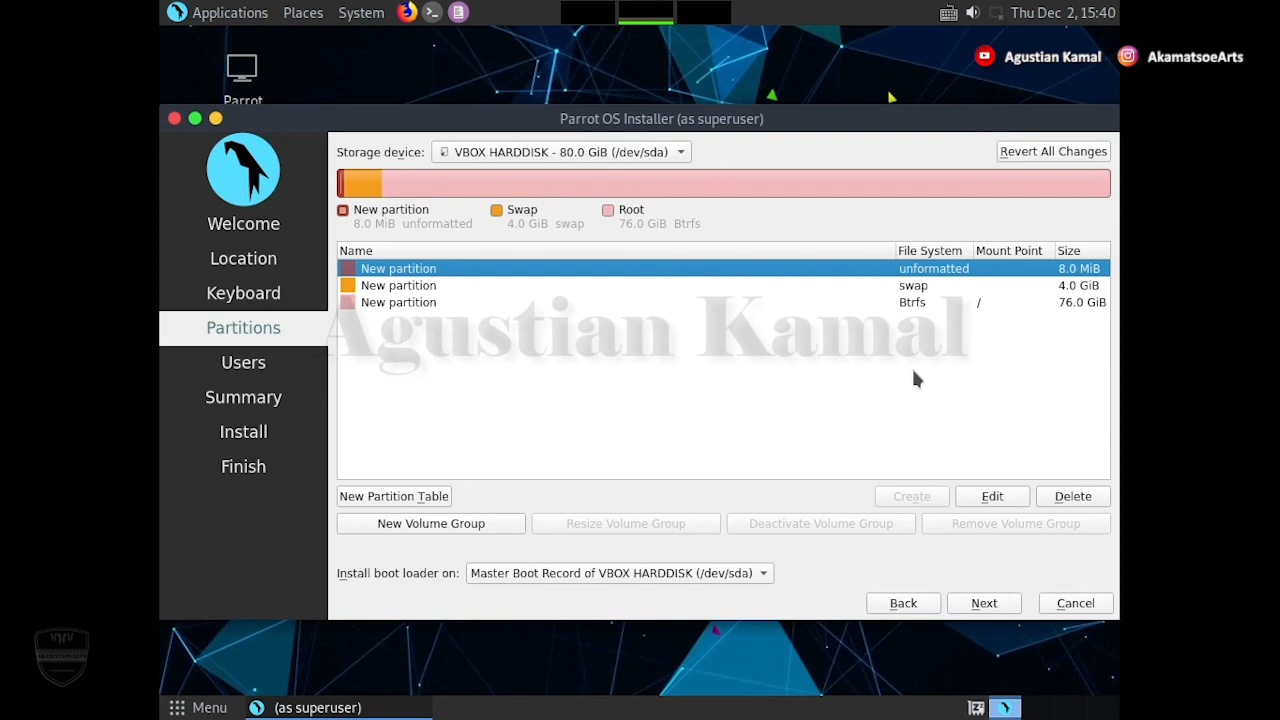 Applications Places System Thu Dec 2, 15:40
Agustian Kamal AkamatsoeArts
Parrot
Parrot OS Installer (as superuser)
Storage device: VBOX HARDDISK - 80.0 GiB (/dev/sda) Revert All Changes
New partition Swap Root
8.0 MiB unformatted 4.0 GiB swap 76.0 GiB Btrfs
Name File System Mount Point Size
New partition unformatted 8.0 MiB
New partition swap 4.0 GiB
New partition Btrfs / 76.0 GiB
Agustian Kamal
Welcome
Location
Keyboard
Partitions
Users
Summary
Install
Finish
New Partition Table Create Edit Delete
New Volume Group Resize Volume Group Deactivate Volume Group Remove Volume Group
Install boot loader on: Master Boot Record of VBOX HARDDISK (/dev/sda)
Back Next Cancel
Menu (as superuser)